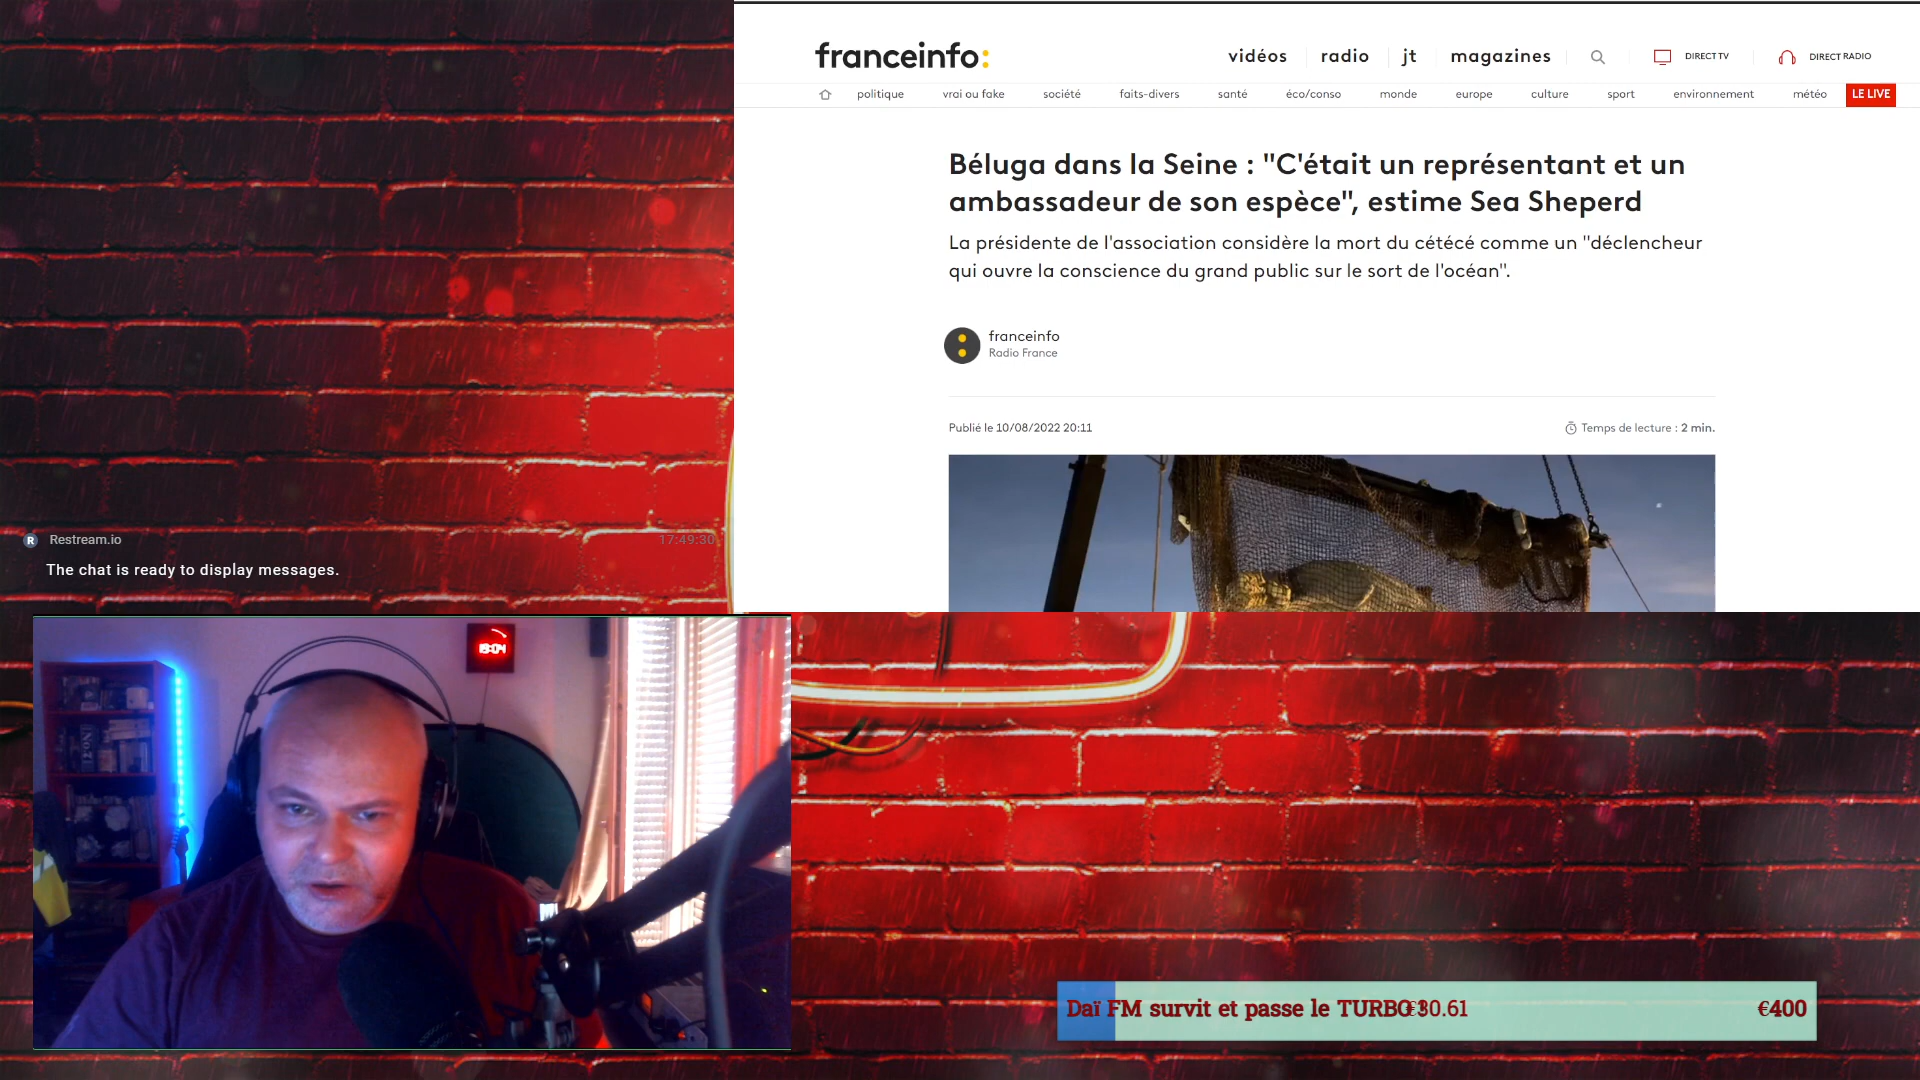 franceinfo:
vidéos radio jt magazines DIRECT TV DIRECT RADIO
politique vrai ou fake société faits-divers santé éco/conso monde europe culture sport environnement météo LE LIVE
Béluga dans la Seine : "C'était un représentant et un
ambassadeur de son espèce", estime Sea Sheperd
La présidente de l'association considère la mort du cétécé comme un "déclencheur
qui ouvre la conscience du grand public sur le sort de l'océan".
franceinfo
Radio France
Publié le 10/08/2022 20:11
Temps de lecture : 2 min.
R Restream.io 17:49:30
The chat is ready to display messages.
18:04
Daï FM survit et passe le TURBO ! €30.61 €400